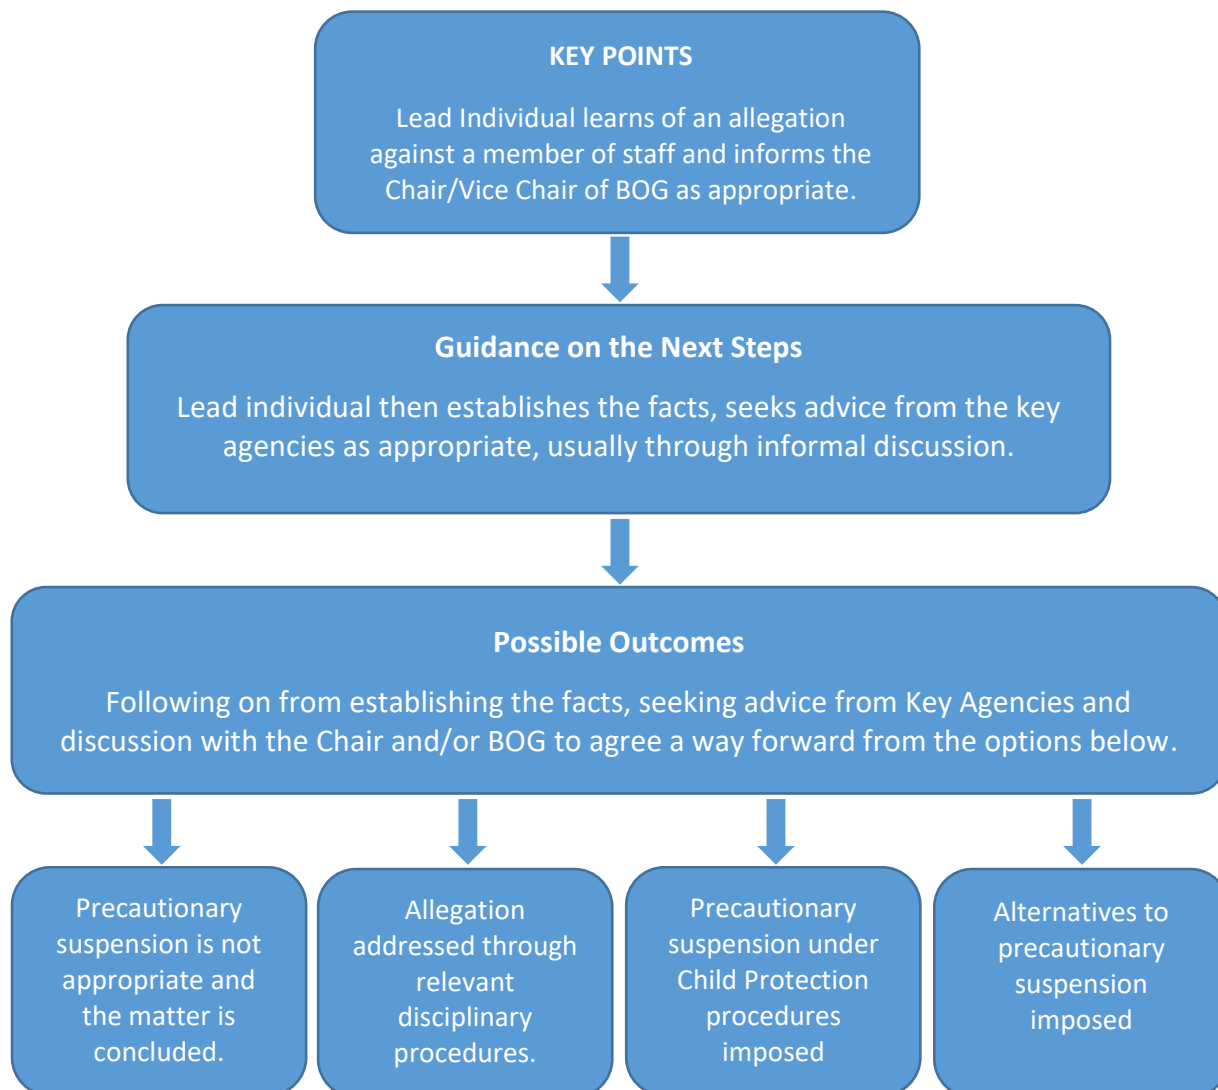 KEY POINTS
Lead Individual learns of an allegation
against a member of staff and informs the
Chair/Vice Chair of BOG as appropriate.
Guidance on the Next Steps
Lead individual then establishes the facts, seeks advice from the key
agencies as appropriate, usually through informal discussion.
Possible Outcomes
Following on from establishing the facts, seeking advice from Key Agencies and
discussion with the Chair and/or BOG to agree a way forward from the options below.
Precautionary
suspension is not
appropriate and
the matter is
concluded.
Allegation
addressed through
relevant
disciplinary
procedures.
Precautionary
suspension under
Child Protection
procedures
imposed
Alternatives to
precautionary
suspension
imposed